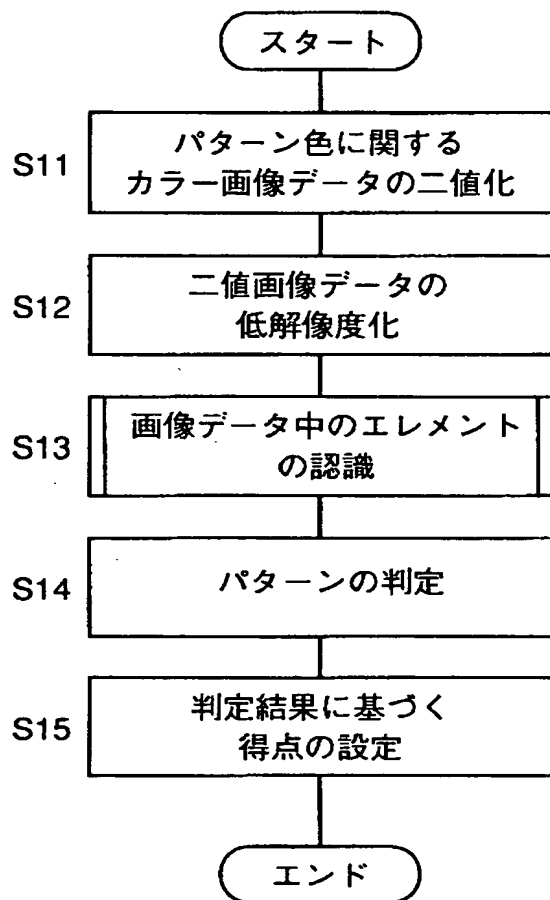 スタート
S11
パターン色に関する
カラー画像データの二値化
S12
二値画像データの
低解像度化
S13
画像データ中のエレメント
の認識
S14
パターンの判定
S15
判定結果に基づく
得点の設定
エンド